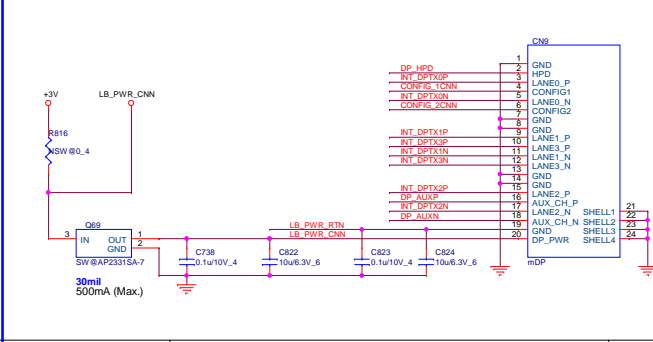 CN9
1
GND
DP_HPD
2
HPD
INT_DPTX0P
3
LANE0_P
CONFIG_1CNN
4
CONFIG1
INT_DPTX0N
5
LANE0_N
CONFIG_2CNN
6
CONFIG2
7
GND
8
GND
INT_DPTX1P
9
LANE1_P
INT_DPTX3P
10
LANE3_P
INT_DPTX1N
11
LANE1_N
INT_DPTX3N
12
LANE3_N
13
GND
14
GND
INT_DPTX2P
15
LANE2_P
DP_AUXP
16
AUX_CH_P
INT_DPTX2N
17
LANE2_N
SHELL1
21
DP_AUXN
18
AUX_CH_N
SHELL2
22
LB_PWR_RTN
19
GND
SHELL3
23
LB_PWR_CNN
20
DP_PWR
SHELL4
24
mDP
+3V
LB_PWR_CNN
R816
NSW@0_4
Q69
3
IN
OUT
1
GND
2
SW@AP2331SA-7
30mil
500mA (Max.)
C738
0.1u/10V_4
C822
10u/6.3V_6
C823
0.1u/10V_4
C824
10u/6.3V_6